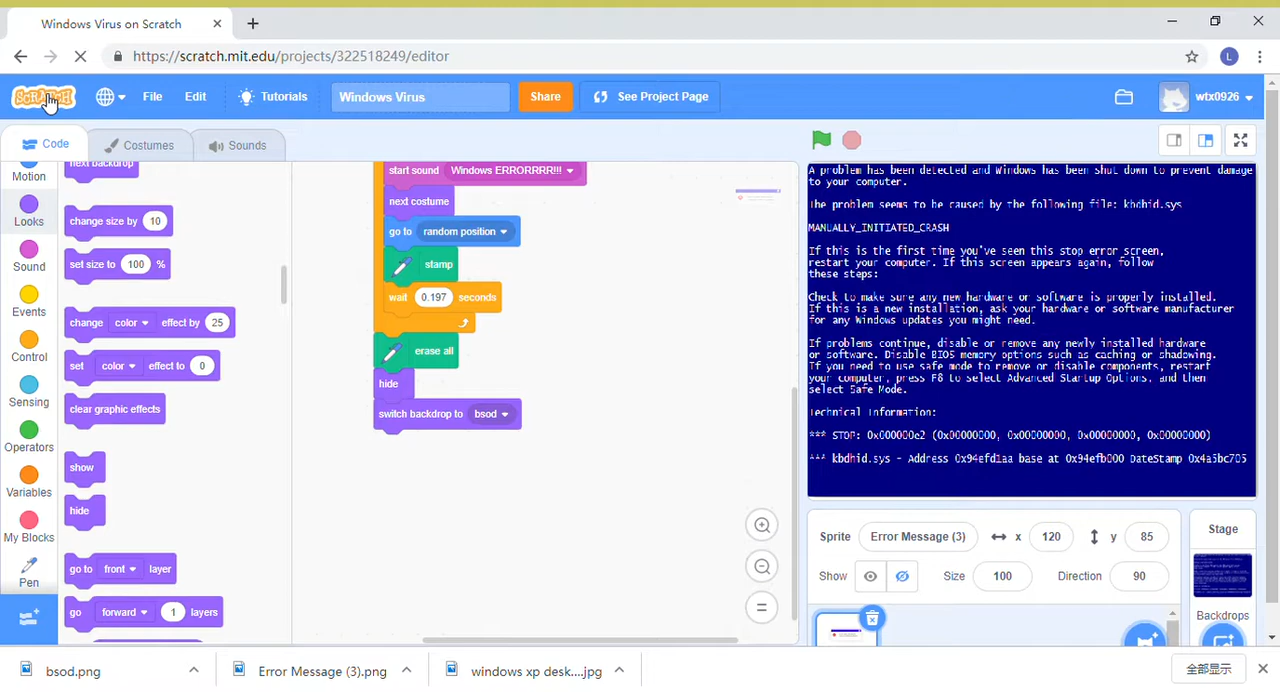 Windows Virus on Scratch
https://scratch.mit.edu/projects/322518249/editor
L
SCRATCH
File
Edit
Tutorials
Windows Virus
Share
See Project Page
wtx0926
Code
Costumes
Sounds
Motion
Looks
Sound
Events
Control
Sensing
Operators
Variables
My Blocks
Pen
next backdrop
change size by 10
set size to 100 %
change color effect by 25
set color effect to 0
clear graphic effects
show
hide
go to front layer
go forward 1 layers
start sound Windows ERRORRRR!!!
next costume
go to random position
stamp
wait 0.197 seconds
erase all
hide
switch backdrop to bsod
A problem has been detected and Windows has been shut down to prevent damage
to your computer.
The problem seems to be caused by the following file: kbdhid.sys
MANUALLY_INITIATED_CRASH
If this is the first time you've seen this stop error screen,
restart your computer. If this screen appears again, follow
these steps:
Check to make sure any new hardware or software is properly installed.
If this is a new installation, ask your hardware or software manufacturer
for any Windows updates you might need.
If problems continue, disable or remove any newly installed hardware
or software. Disable BIOS memory options such as caching or shadowing.
If you need to use safe mode to remove or disable components, restart
your computer, press F8 to select Advanced Startup Options, and then
select Safe Mode.
Technical Information:
*** STOP: 0x000000e2 (0x00000000, 0x00000000, 0x00000000, 0x00000000)
*** kbdhid.sys - Address 0x94efd1aa base at 0x94efb000 DateStamp 0x4a5bc705
Sprite Error Message (3) x 120 y 85
Show Size 100 Direction 90
Stage
Backdrops
bsod.png
Error Message (3).png
windows xp desk....jpg
全部显示